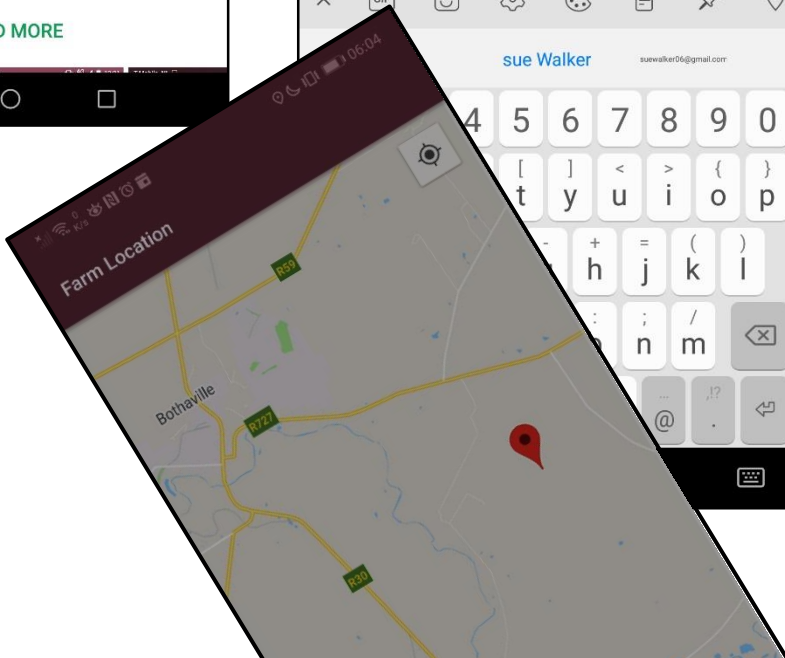 D MORE
06:04
0
K/s
Farm Location
R59
Bothaville
R727
R30
sue Walker
suewalker06@gmail.com
4 5 6 7 8 9 0
[ ] < > { }
t y u i o p
- + = ( )
h j k l
: ; /
n m
... ,!?
@ .